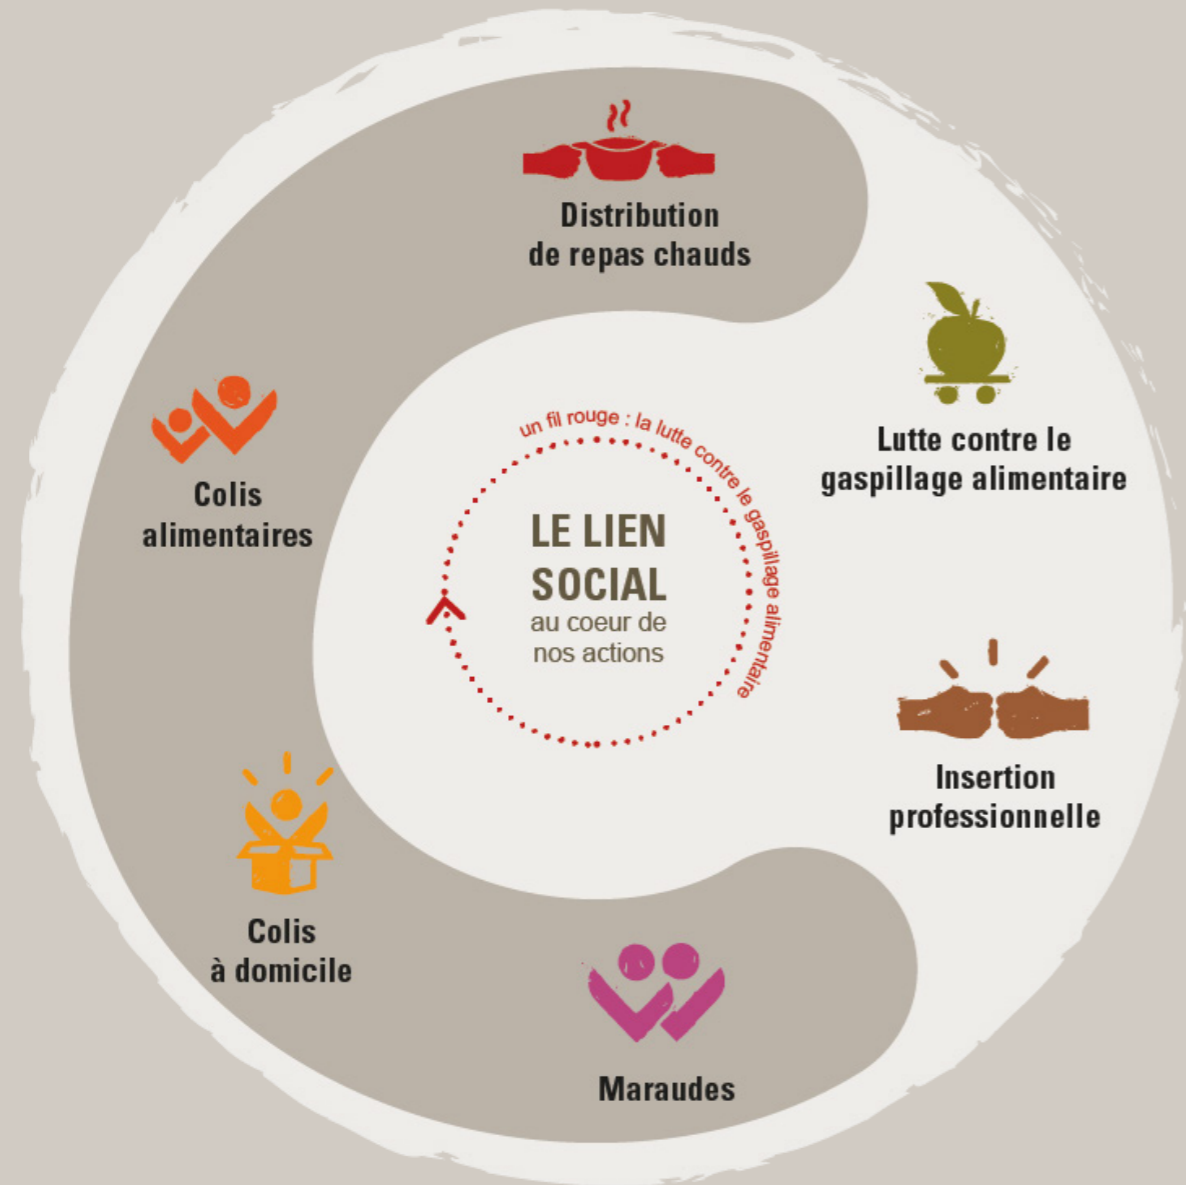 Distribution
de repas chauds
Lutte contre le
gaspillage alimentaire
Insertion
professionnelle
Maraudes
Colis
à domicile
Colis
alimentaires
un fil rouge : la lutte contre le gaspillage alimentaire
LE LIEN
SOCIAL
au coeur de
nos actions